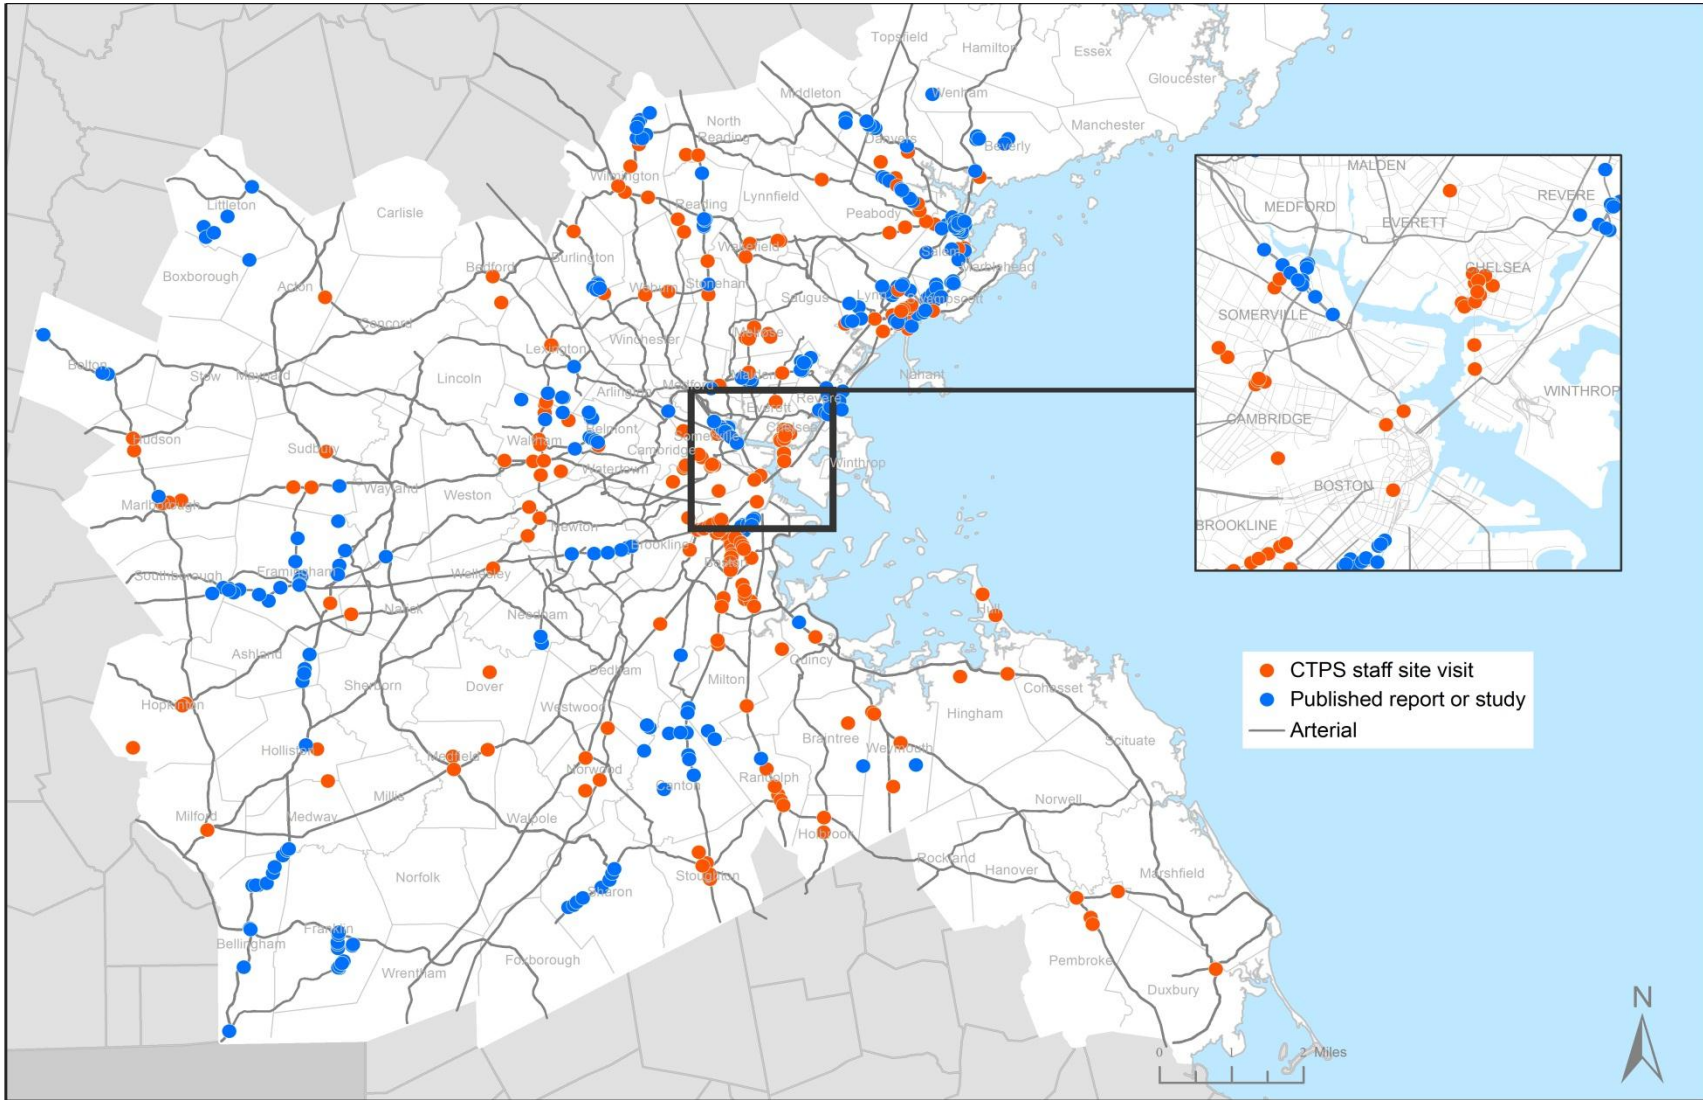 Topsfield
Hamilton
Essex
Gloucester
Middleton
Wenham
Manchester
North
Reading
Danvers
Beverly
Wilmington
Lynnfield
Littleton
Carlisle
Reading
Peabody
Boxborough
Burlington
Wakefield
Salem
Marblehead
Bedford
Acton
Woburn
Stoneham
Saugus
Lynn
Swampscott
Concord
Winchester
Melrose
Bolton
Stow
Maynard
Lexington
Lincoln
Arlington
Medford
Malden
Nahant
Revere
Everett
Hudson
Sudbury
Waltham
Belmont
Somerville
Chelsea
Cambridge
Watertown
Winthrop
Marlborough
Wayland
Weston
Newton
Brookline
Boston
Southborough
Framingham
Wellesley
Natick
Needham
Hull
Ashland
Sherborn
Dover
Dedham
Milton
Quincy
Cohasset
Hopkinton
Westwood
Hingham
Scituate
Holliston
Medfield
Norwood
Canton
Braintree
Weymouth
Randolph
Millis
Norwell
Milford
Medway
Walpole
Holbrook
Rockland
Hanover
Marshfield
Norfolk
Sharon
Stoughton
Bellingham
Franklin
Wrentham
Foxborough
Pembroke
Duxbury
MALDEN
MEDFORD
EVERETT
REVERE
CHELSEA
SOMERVILLE
WINTHROP
CAMBRIDGE
BOSTON
BROOKLINE
CTPS staff site visit
Published report or study
Arterial
N
0 1 2 Miles